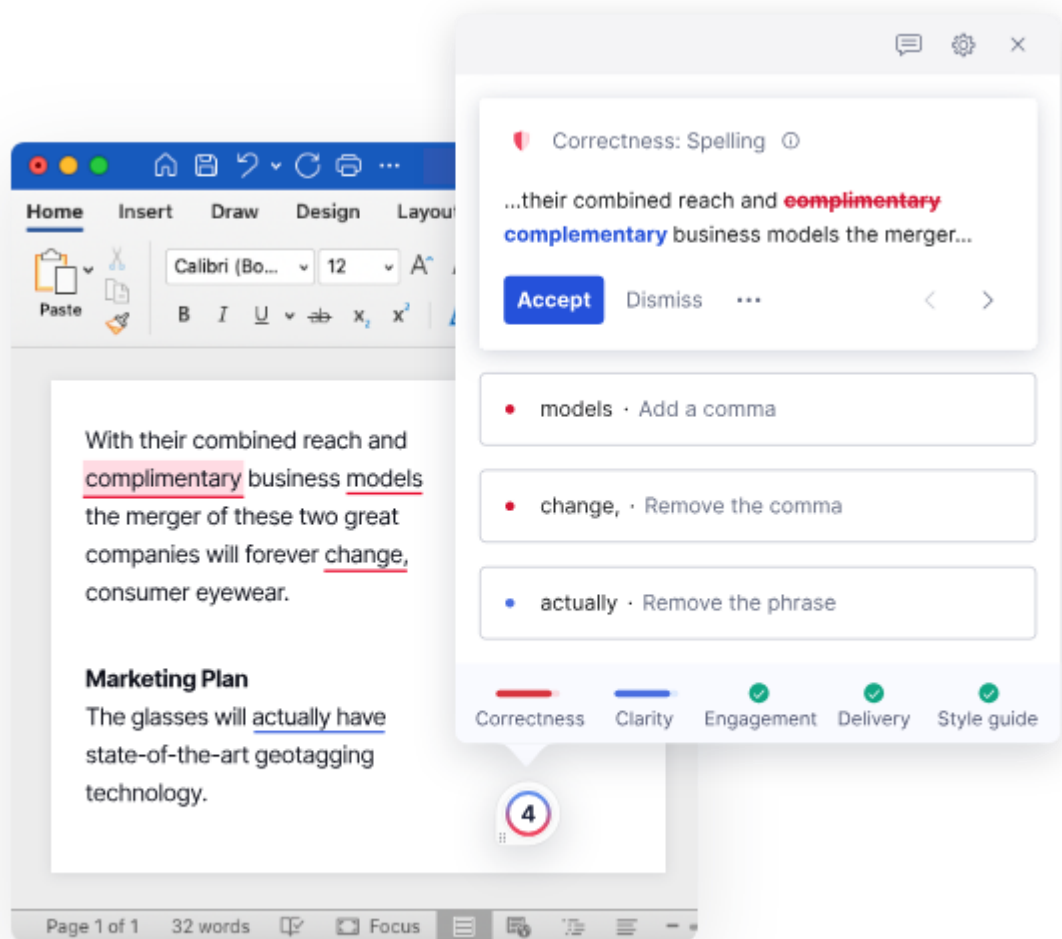 Correctness: Spelling
...their combined reach and complimentary
complementary business models the merger...
Accept Dismiss
models · Add a comma
change, · Remove the comma
actually · Remove the phrase
Correctness Clarity Engagement Delivery Style guide
4
Home Insert Draw Design Layou
Paste
Calibri (Bo... 12 A
B I U ab x2 x2
With their combined reach and
complimentary business models
the merger of these two great
companies will forever change,
consumer eyewear.
Marketing Plan
The glasses will actually have
state-of-the-art geotagging
technology.
Page 1 of 1 32 words Focus